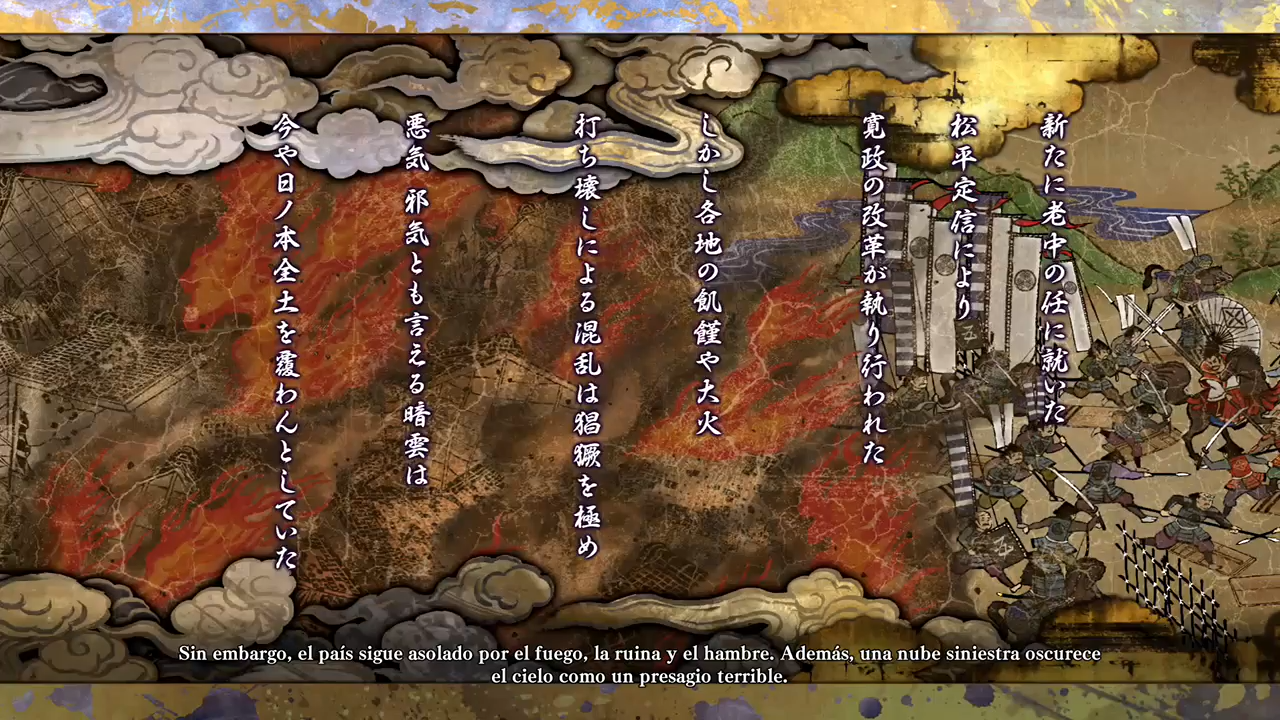 新たに老中の任に就いた
松平定信により
寛政の改革が執り行われた
しかし各地の飢饉や大火
打ち壊しによる混乱は猖獗を極め
悪気 邪気とも言える暗雲は
今や日ノ本全土を覆わんとしていた
Sin embargo, el país sigue asolado por el fuego, la ruina y el hambre. Además, una nube siniestra oscurece
el cielo como un presagio terrible.